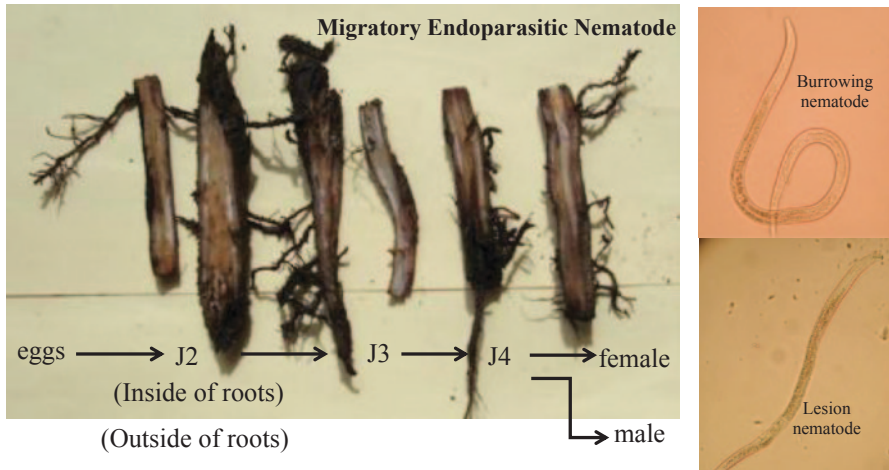 Migratory Endoparasitic Nematode
Burrowing
nematode
eggs J2 J3 J4 female
(Inside of roots)
(Outside of roots)
male
Lesion
nematode